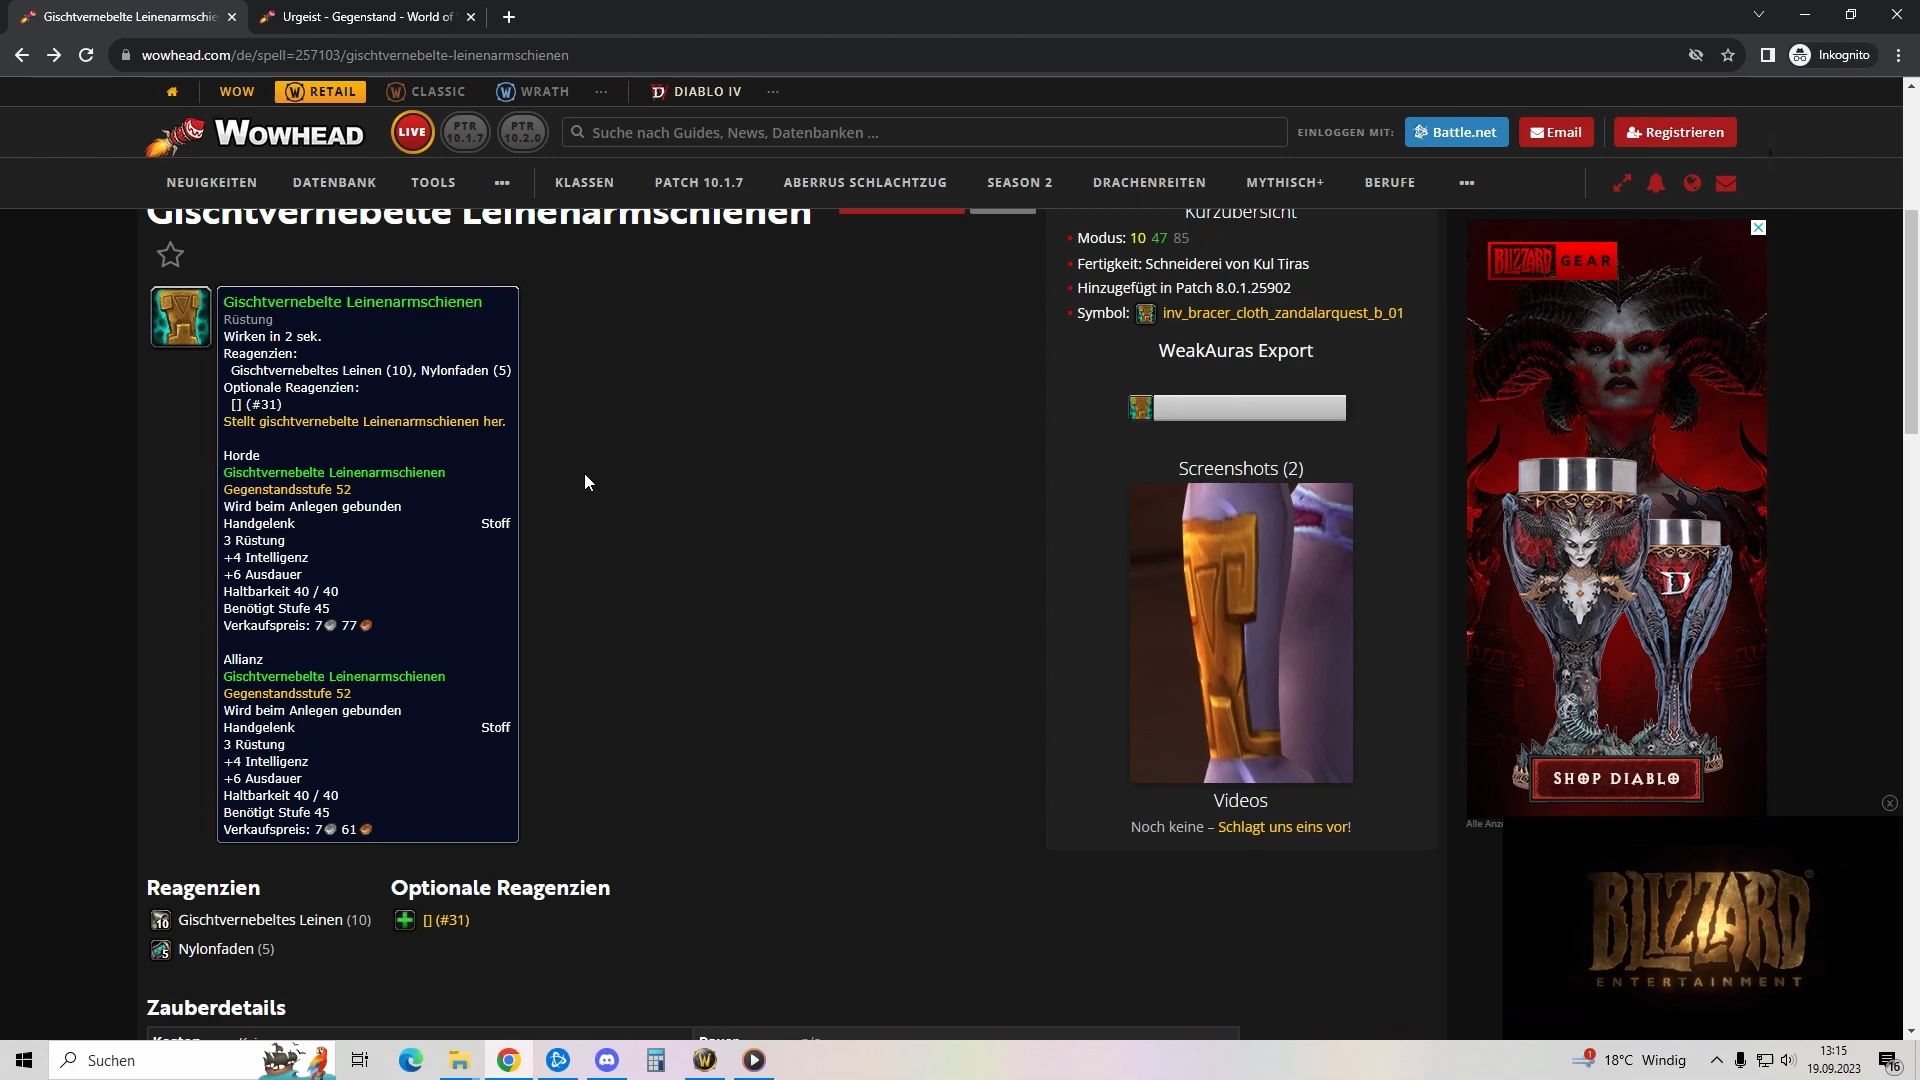 Gischtvernebelte Leinenarmschie
Urgeist - Gegenstand - World of
wowhead.com/de/spell=257103/gischtvernebelte-leinenarmschienen
Inkognito
WOW
RETAIL
CLASSIC
WRATH
DIABLO IV
WOWHEAD
LIVE
PTR 10.1.7
PTR 10.2.0
Suche nach Guides, News, Datenbanken ...
EINLOGGEN MIT:
Battle.net
Email
Registrieren
NEUIGKEITEN
DATENBANK
TOOLS
KLASSEN
PATCH 10.1.7
ABERRUS SCHLACHTZUG
SEASON 2
DRACHENREITEN
MYTHISCH+
BERUFE
Gischtvernebelte Leinenarmschienen
Gischtvernebelte Leinenarmschienen
Rüstung
Wirken in 2 sek.
Reagenzien:
Gischtvernebeltes Leinen (10), Nylonfaden (5)
Optionale Reagenzien:
[] (#31)
Stellt gischtvernebelte Leinenarmschienen her.
Horde
Gischtvernebelte Leinenarmschienen
Gegenstandsstufe 52
Wird beim Anlegen gebunden
Handgelenk Stoff
3 Rüstung
+4 Intelligenz
+6 Ausdauer
Haltbarkeit 40 / 40
Benötigt Stufe 45
Verkaufspreis: 7 77
Allianz
Gischtvernebelte Leinenarmschienen
Gegenstandsstufe 52
Wird beim Anlegen gebunden
Handgelenk Stoff
3 Rüstung
+4 Intelligenz
+6 Ausdauer
Haltbarkeit 40 / 40
Benötigt Stufe 45
Verkaufspreis: 7 61
Reagenzien
10 Gischtvernebeltes Leinen (10)
5 Nylonfaden (5)
Optionale Reagenzien
[] (#31)
Zauberdetails
Kurzübersicht
Modus: 10 47 85
Fertigkeit: Schneiderei von Kul Tiras
Hinzugefügt in Patch 8.0.1.25902
Symbol: inv_bracer_cloth_zandalarquest_b_01
WeakAuras Export
Screenshots (2)
Videos
Noch keine – Schlagt uns eins vor!
BLIZZARD GEAR
SHOP DIABLO
Alle Anz
BLIZZARD
ENTERTAINMENT
Suchen
1
18°C Windig
13:15
19.09.2023
16